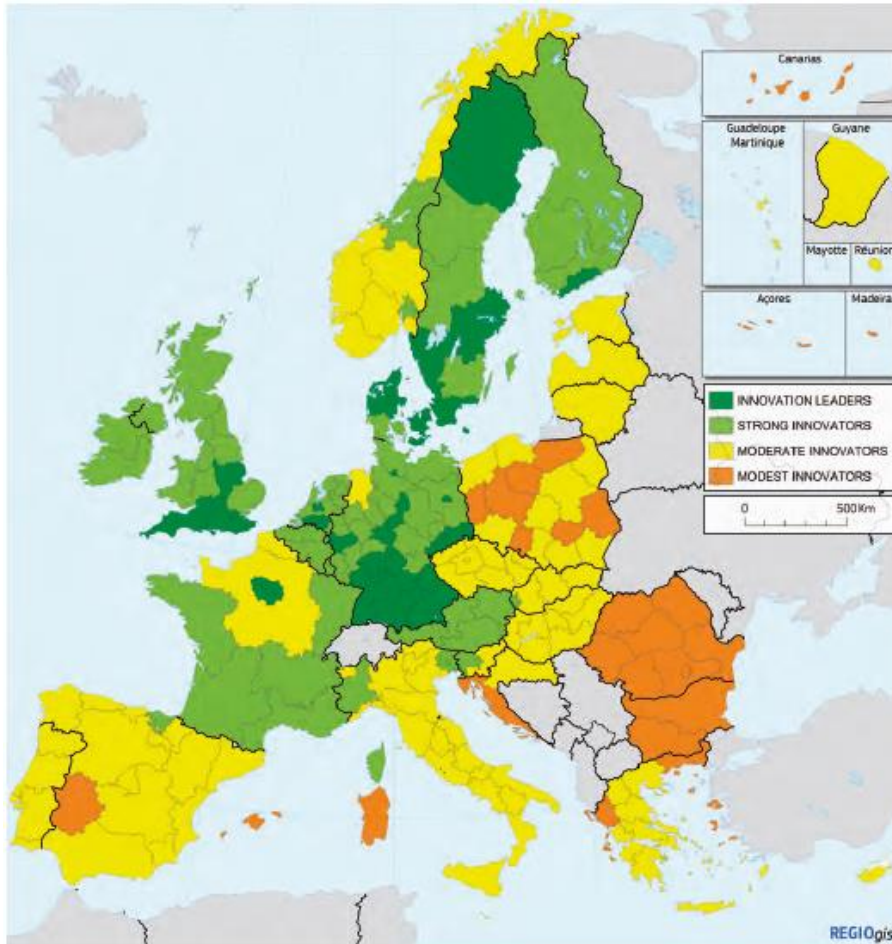 Canarias
Guadeloupe
Martinique
Guyane
Mayotte
Réunion
Açores
Madeira
INNOVATION LEADERS
STRONG INNOVATORS
MODERATE INNOVATORS
MODEST INNOVATORS
0 500Km
REGIOgis